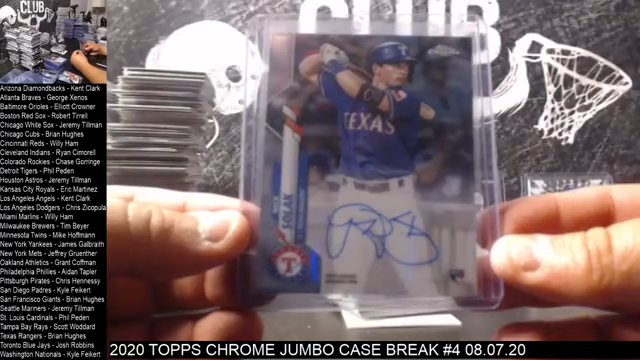 CLUB
Arizona Diamondbacks - Kent Clark
Atlanta Braves - George Xenos
Baltimore Orioles - Elliott Crowner
Boston Red Sox - Robert Tirrell
Chicago White Sox - Jeremy Tillman
Chicago Cubs - Brian Hughes
Cincinnati Reds - Willy Ham
Cleveland Indians - Ryan Cimorell
Colorado Rockies - Chase Gorringe
Detroit Tigers - Phil Peden
Houston Astros - Jeremy Tillman
Kansas City Royals - Eric Martinez
Los Angeles Angels - Kent Clark
Los Angeles Dodgers - Chris Zicopula
Miami Marlins - Willy Ham
Milwaukee Brewers - Tim Beyer
Minnesota Twins - Mike Hoffmann
New York Yankees - James Galbraith
New York Mets - Jeffrey Gruenther
Oakland Athletics - Grant Coffman
Philadelphia Phillies - Aidan Tapler
Pittsburgh Pirates - Chris Hennessy
San Diego Padres - Kyle Feikert
San Francisco Giants - Brian Hughes
Seattle Mariners - Jeremy Tillman
St. Louis Cardinals - Phil Peden
Tampa Bay Rays - Scott Woddard
Texas Rangers - Brian Hughes
Toronto Blue Jays - Josh Robbins
Washington Nationals - Kyle Feikert
CLUB
TEXAS
NICK
SOLAK
2020 TOPPS CHROME JUMBO CASE BREAK #4 08.07.20